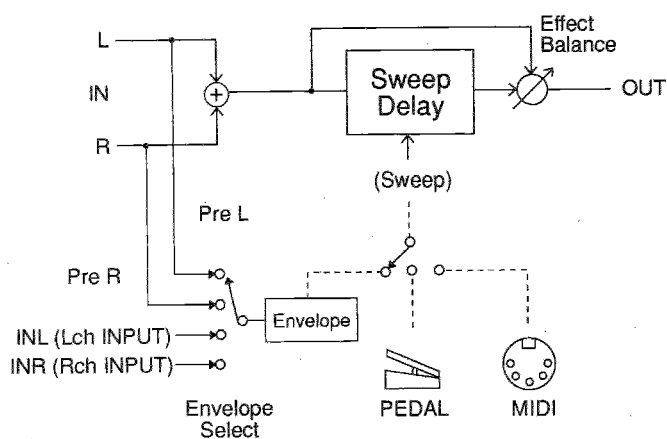 L
Effect
Balance
IN
+
Sweep
Delay
OUT
R
(Sweep)
Pre L
Pre R
Envelope
INL (Lch INPUT)
INR (Rch INPUT)
Envelope
Select
PEDAL
MIDI